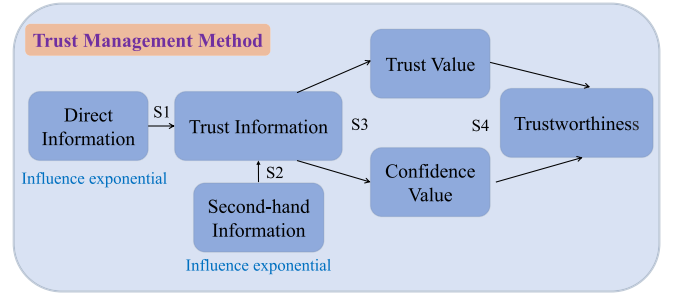 Trust Management Method
Direct
Information
Influence exponential
S1
Trust Information
S2
Second-hand
Information
Influence exponential
S3
Trust Value
Confidence
Value
S4
Trustworthiness